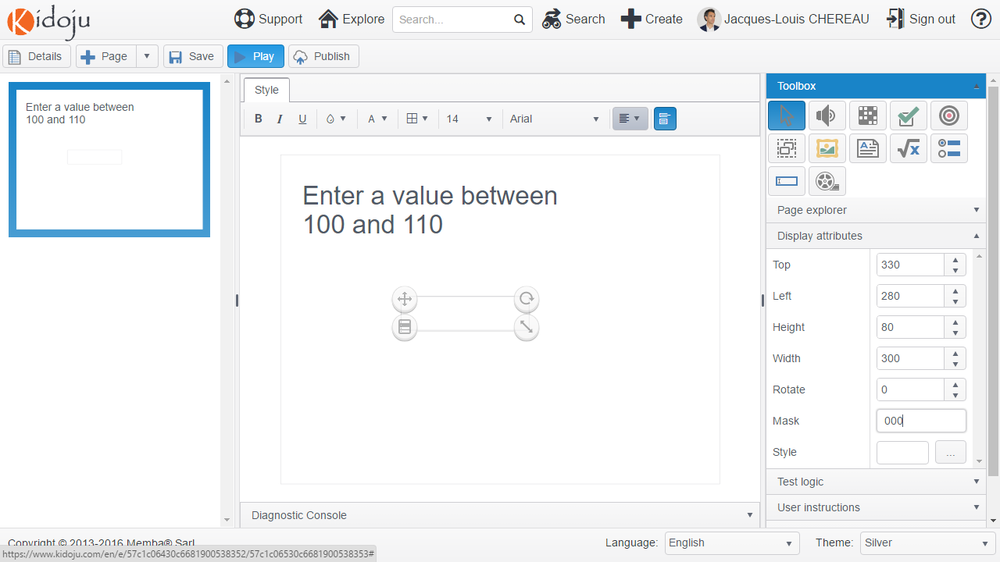 Kidoju
Support
Explore
Search...
Search
Create
Jacques-Louis CHEREAU
Sign out
Details
Page
Save
Play
Publish
Enter a value between
100 and 110
Style
B I U
A
14
Arial
Enter a value between
100 and 110
Diagnostic Console
Toolbox
Page explorer
Display attributes
Top 330
Left 280
Height 80
Width 300
Rotate 0
Mask 000
Style ...
Test logic
User instructions
Copyright © 2013-2016 Memba® Sarl
https://www.kidoju.com/en/e/57c1c06430c6681900538352/57c1c06530c6681900538353#
Language: English
Theme: Silver